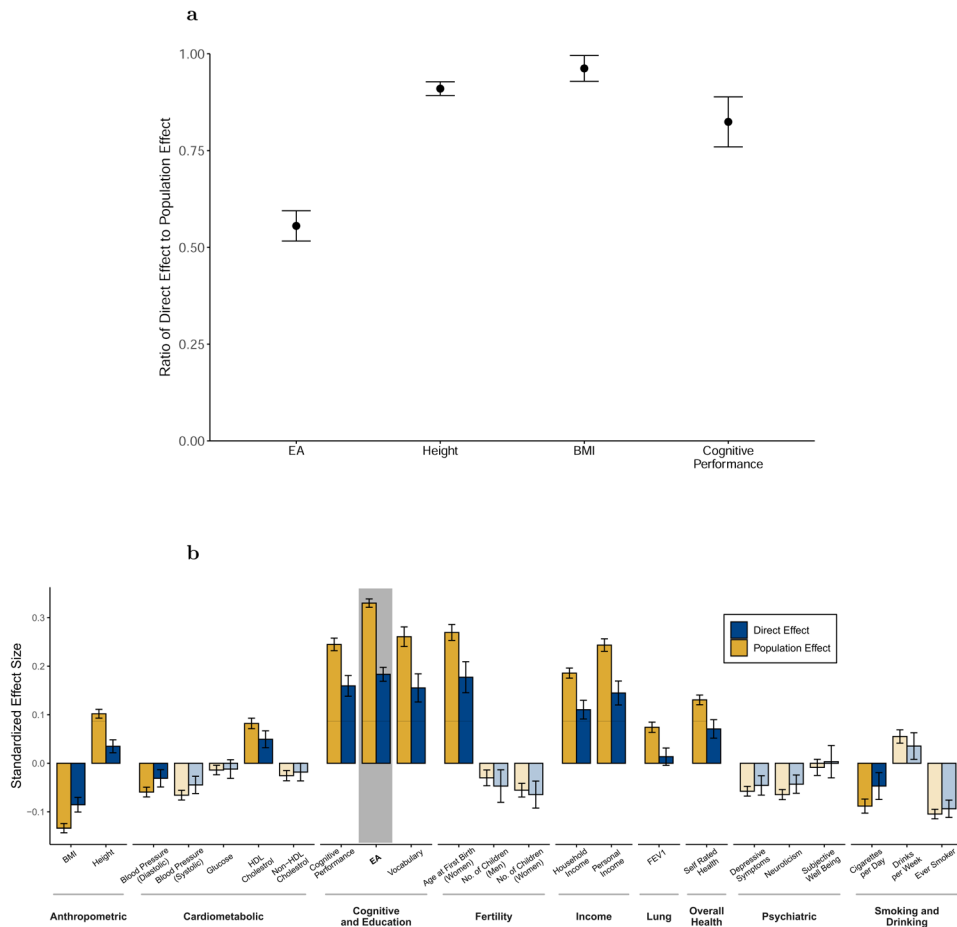 a
1.00
0.75
0.50
0.25
0.00
Ratio of Direct Effect to Population Effect
EA
Height
BMI
Cognitive
Performance
b
0.3
0.2
0.1
0.0
−0.1
Standardized Effect Size
Direct Effect
Population Effect
BMI
Height
Blood Pressure
(Diastolic)
Blood Pressure
(Systolic)
Glucose
HDL
Cholestrol
Non−HDL
Cholestrol
Cognitive
Performance
EA
Vocabulary
Age at First Birth
(Women)
No. of Children
(Men)
No. of Children
(Women)
Household
Income
Personal
Income
FEV1
Self Rated
Health
Depressive
Symptoms
Neuroticism
Subjective
Well Being
Cigarettes
per Day
Drinks
per Week
Ever Smoker
Anthropometric
Cardiometabolic
Cognitive
and Education
Fertility
Income
Lung
Overall
Health
Psychiatric
Smoking and
Drinking